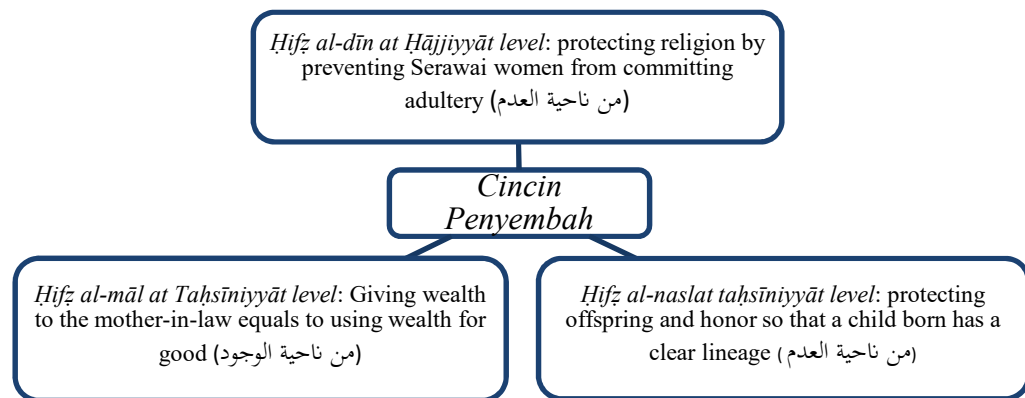 Ḥifẓ al-dīn at Ḥājjiyyāt level: protecting religion by
preventing Serawai women from committing
adultery (من ناحية العدم)
Cincin
Penyembah
Ḥifẓ al-māl at Taḥsīniyyāt level: Giving wealth
to the mother-in-law equals to using wealth for
good (من ناحية الوجود)
Ḥifẓ al-naslat taḥsīniyyāt level: protecting
offspring and honor so that a child born has a
clear lineage (من ناحية العدم)